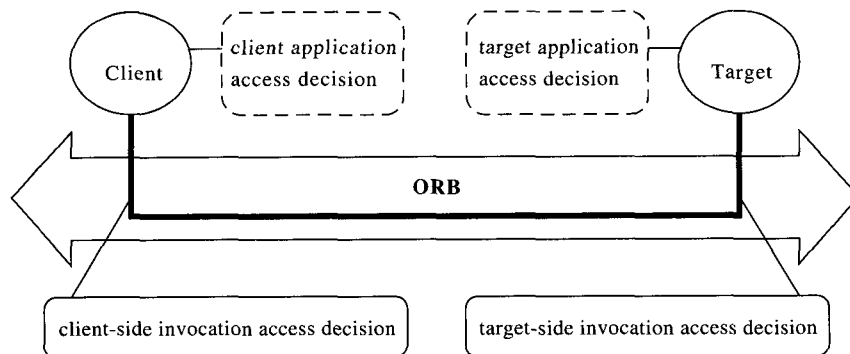 Client
client application
access decision
target application
access decision
Target
ORB
client-side invocation access decision
target-side invocation access decision